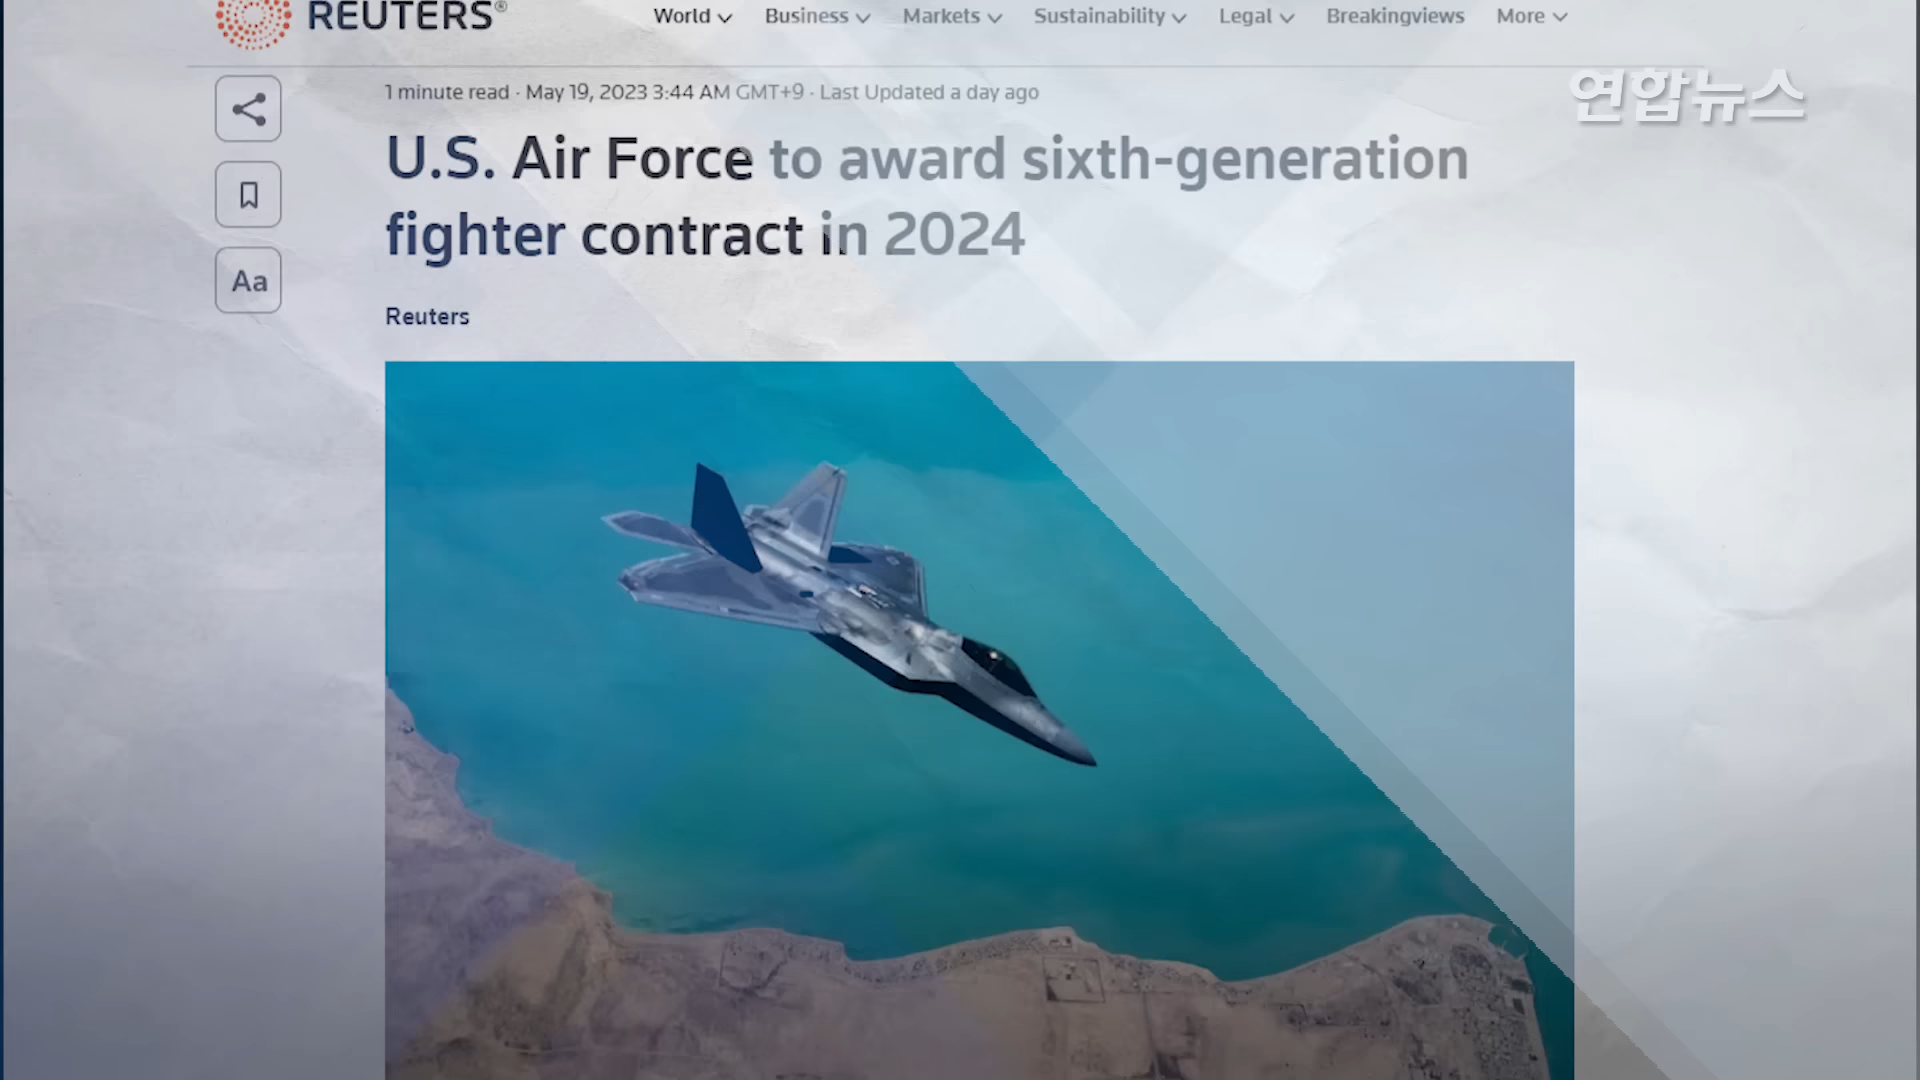 REUTERS®
World Business Markets Sustainability Legal Breakingviews More
연합뉴스
1 minute read · May 19, 2023 3:44 AM GMT+9 · Last Updated a day ago
U.S. Air Force to award sixth-generation
fighter contract in 2024
Aa
Reuters